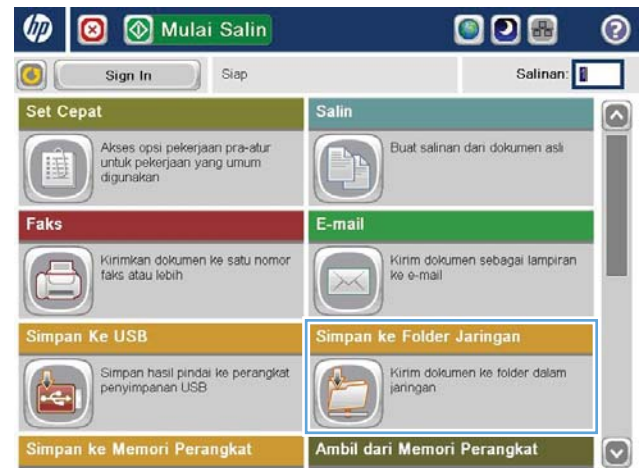 hp
Mulai Salin
?
Sign In
Siap
Salinan:
Set Cepat
Akses opsi pekerjaan pra-atur
untuk pekerjaan yang umum
digunakan
Salin
Buat salinan dari dokumen asli
Faks
Kirimkan dokumen ke satu nomor
faks atau lebih
E-mail
Kirim dokumen sebagai lampiran
ke e-mail
Simpan Ke USB
Simpan hasil pindai ke perangkat
penyimpanan USB
Simpan ke Folder Jaringan
Kirim dokumen ke folder dalam
jaringan
Simpan ke Memori Perangkat
Ambil dari Memori Perangkat